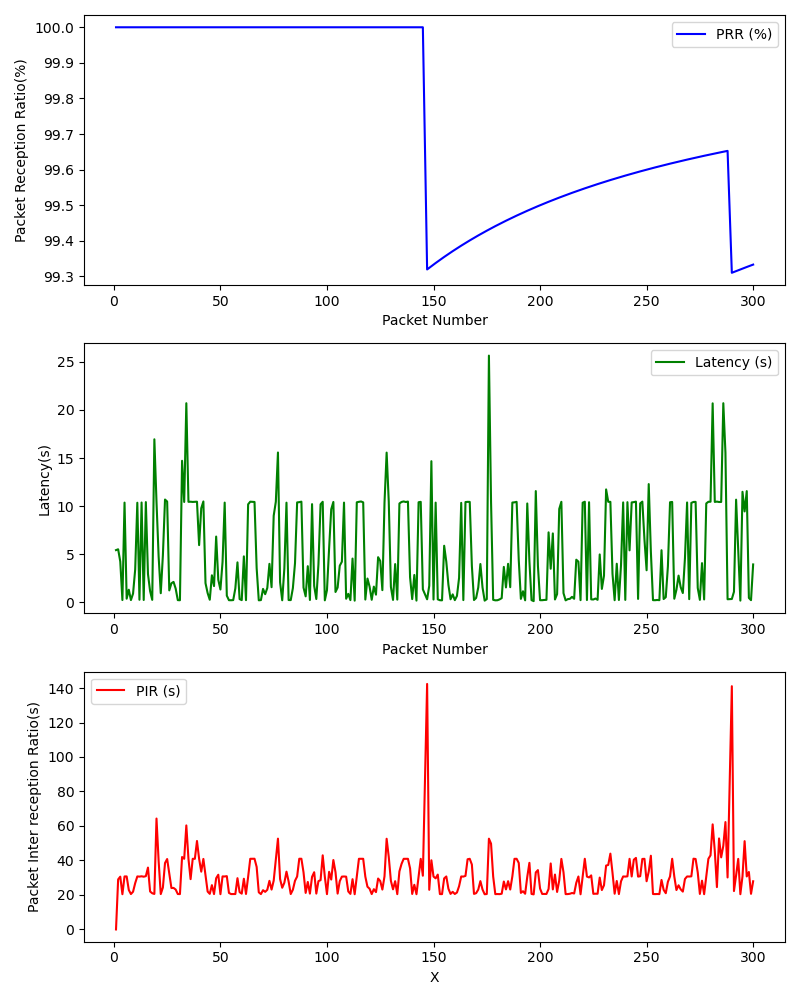 PRR (%)
Packet Reception Ratio(%)
100.0
99.9
99.8
99.7
99.6
99.5
99.4
99.3
0 50 100 150 200 250 300
Packet Number
Latency (s)
Latency(s)
25
20
15
10
5
0
0 50 100 150 200 250 300
Packet Number
PIR (s)
Packet Inter reception Ratio(s)
140
120
100
80
60
40
20
0
0 50 100 150 200 250 300
X